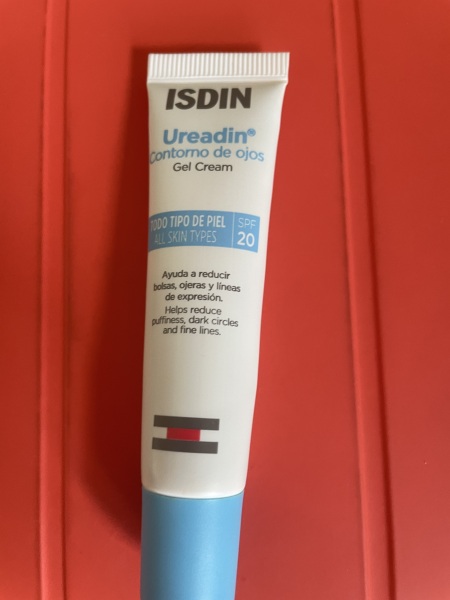 ISDIN
Ureadin®
Contorno de ojos
Gel Cream
TODO TIPO DE PIEL
ALL SKIN TYPES
SPF
20
Ayuda a reducir
bolsas, ojeras y líneas
de expresión.
Helps reduce
puffiness, dark circles
and fine lines.